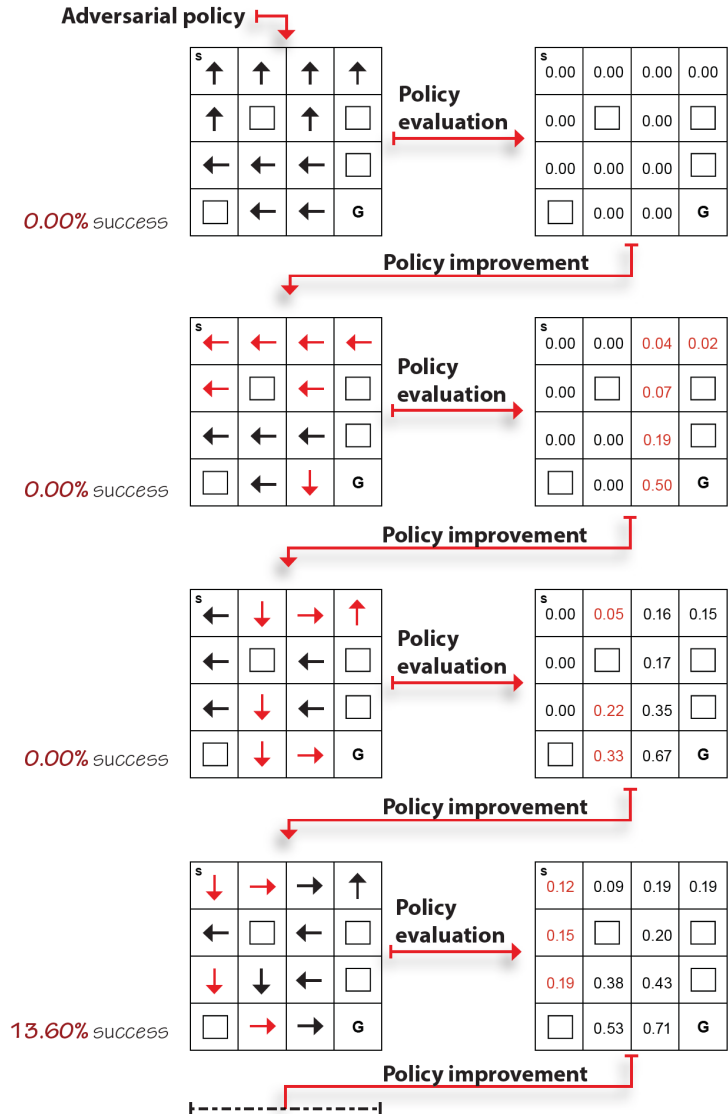 Adversarial policy
S
Policy
evaluation
G
0.00% success
S
0.00 0.00 0.00 0.00
0.00 0.00
0.00 0.00 0.00
0.00 0.00 G
Policy improvement
S
Policy
evaluation
G
0.00% success
S
0.00 0.00 0.04 0.02
0.00 0.07
0.00 0.00 0.19
0.00 0.50 G
Policy improvement
S
Policy
evaluation
G
0.00% success
S
0.00 0.05 0.16 0.15
0.00 0.17
0.00 0.22 0.35
0.33 0.67 G
Policy improvement
S
Policy
evaluation
G
13.60% success
S
0.12 0.09 0.19 0.19
0.15 0.20
0.19 0.38 0.43
0.53 0.71 G
Policy improvement